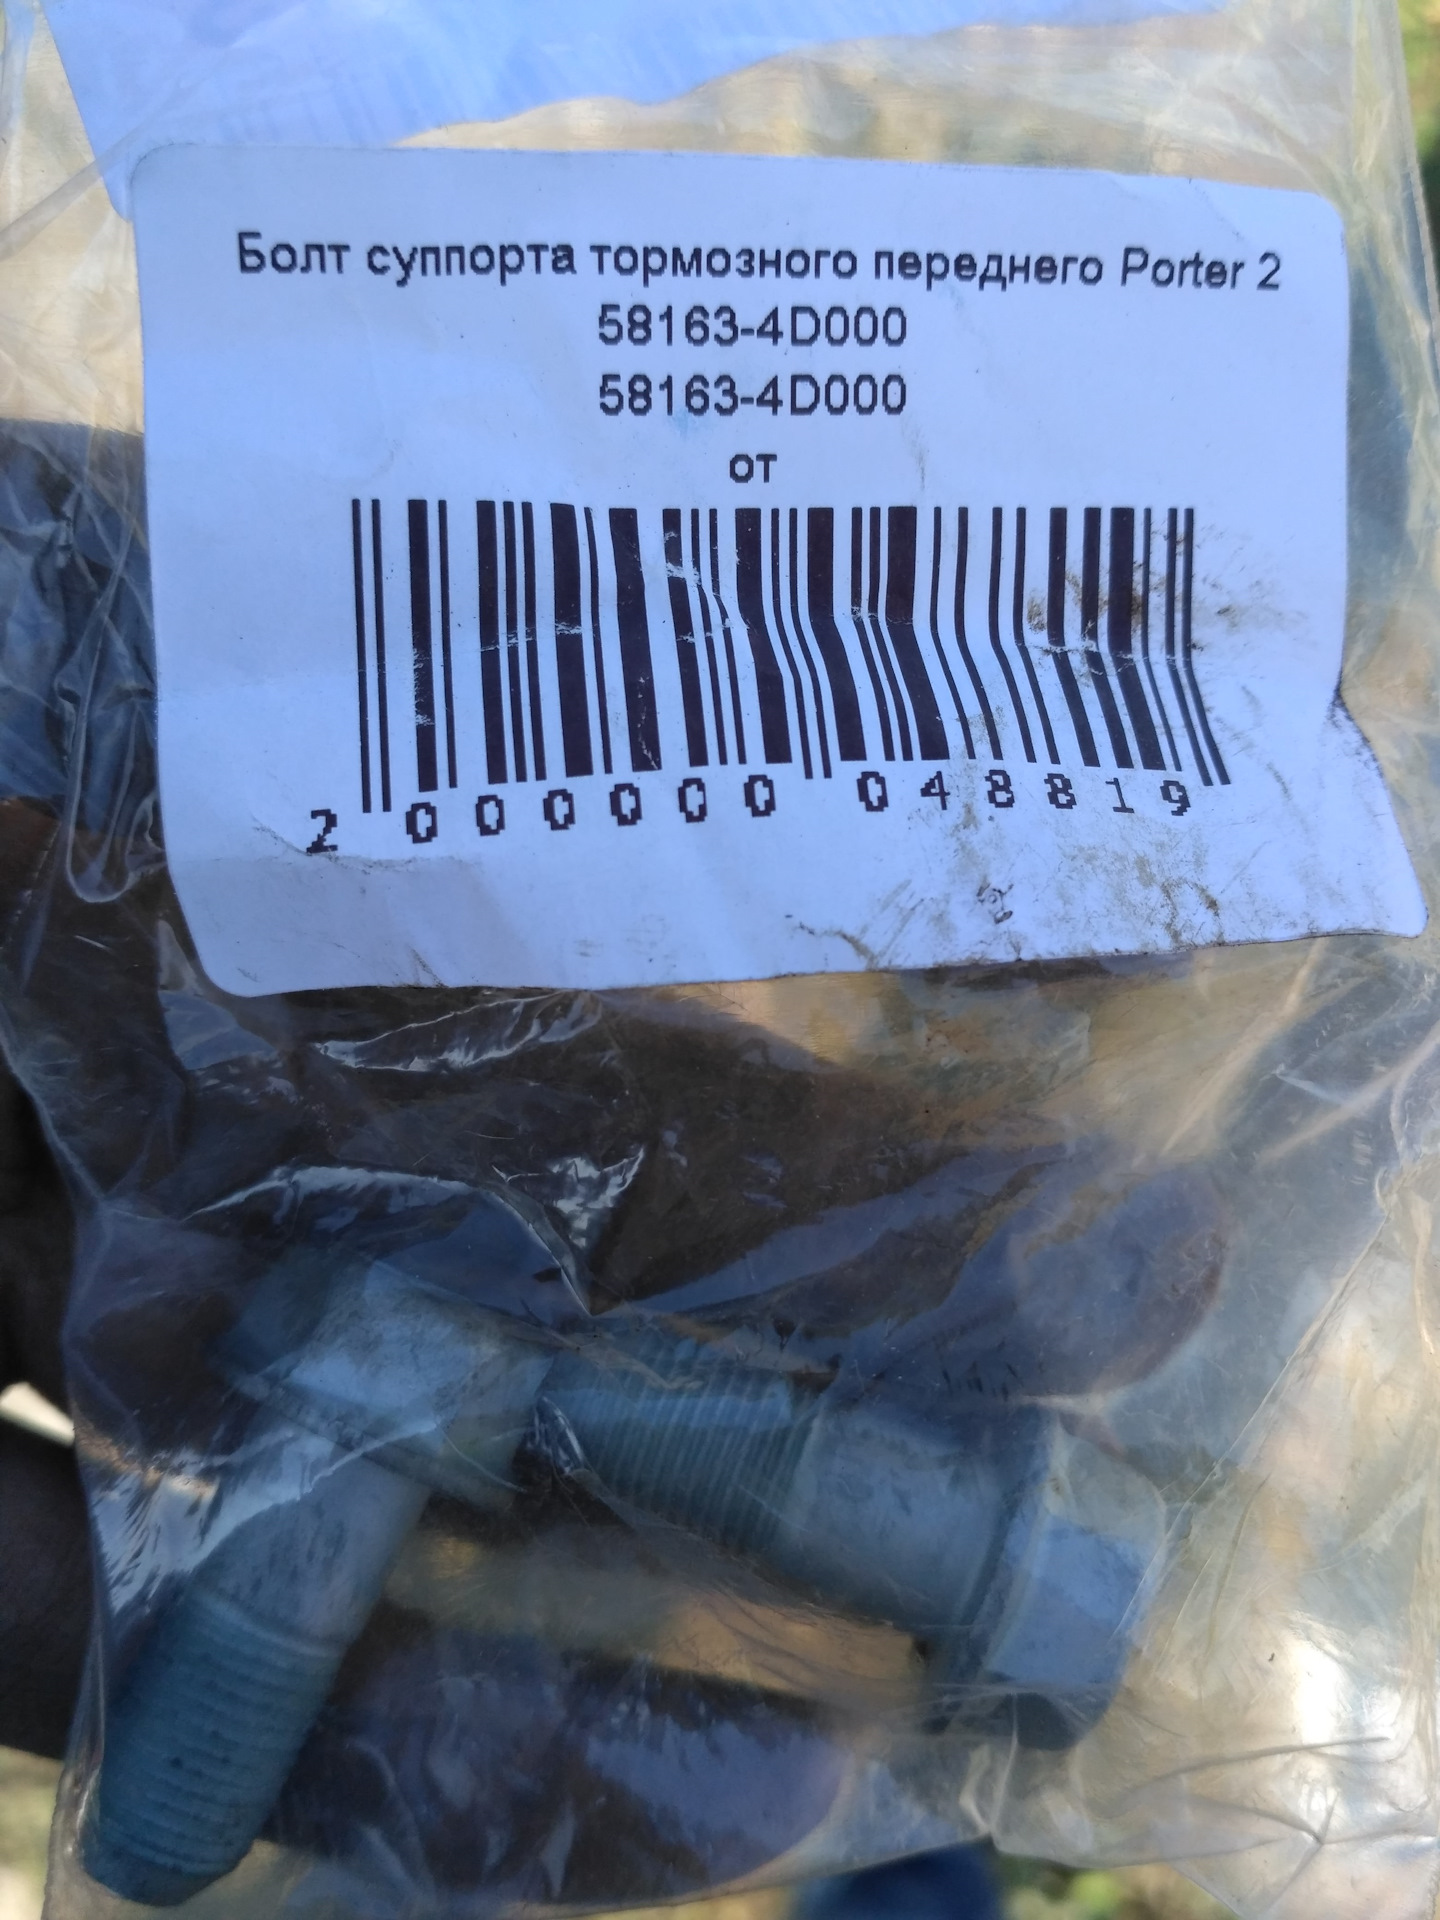 Болт суппорта тормозного переднего Porter 2
58163-4D000
58163-4D000
от
2 000000 048819